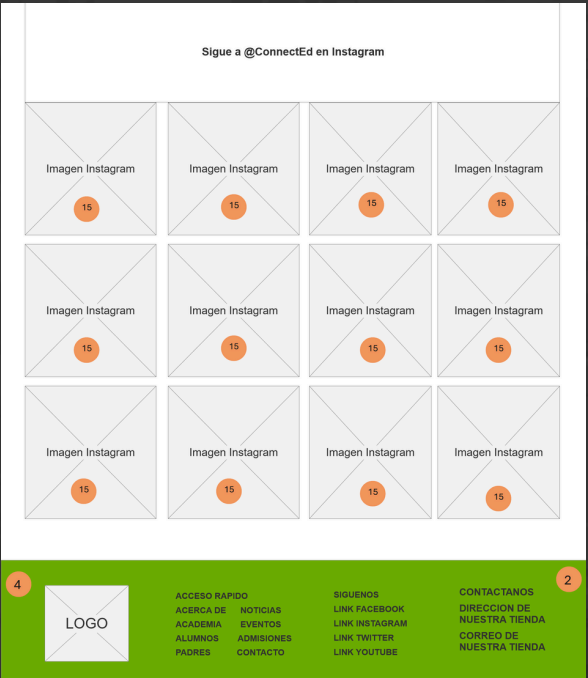 Sigue a @ConnectEd en Instagram
Imagen Instagram
Imagen Instagram
Imagen Instagram
Imagen Instagram
15
15
15
15
Imagen Instagram
Imagen Instagram
Imagen Instagram
Imagen Instagram
15
15
15
15
Imagen Instagram
Imagen Instagram
Imagen Instagram
Imagen Instagram
15
15
15
15
4
2
LOGO
ACCESO RAPIDO
ACERCA DE NOTICIAS
ACADEMIA EVENTOS
ALUMNOS ADMISIONES
PADRES CONTACTO
SIGUENOS
LINK FACEBOOK
LINK INSTAGRAM
LINK TWITTER
LINK YOUTUBE
CONTACTANOS
DIRECCION DE
NUESTRA TIENDA
CORREO DE
NUESTRA TIENDA